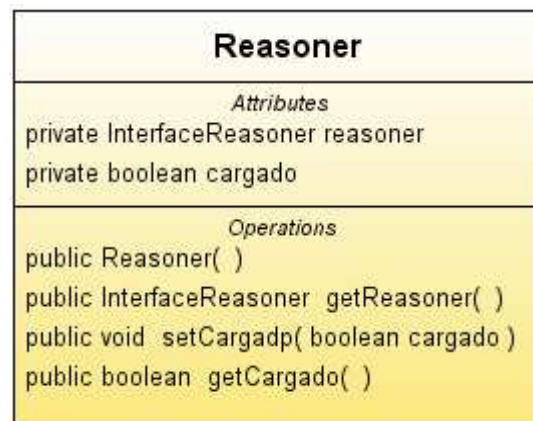 Reasoner
Attributes
private InterfaceReasoner reasoner
private boolean cargado
Operations
public Reasoner( )
public InterfaceReasoner getReasoner( )
public void setCargadp( boolean cargado )
public boolean getCargado( )